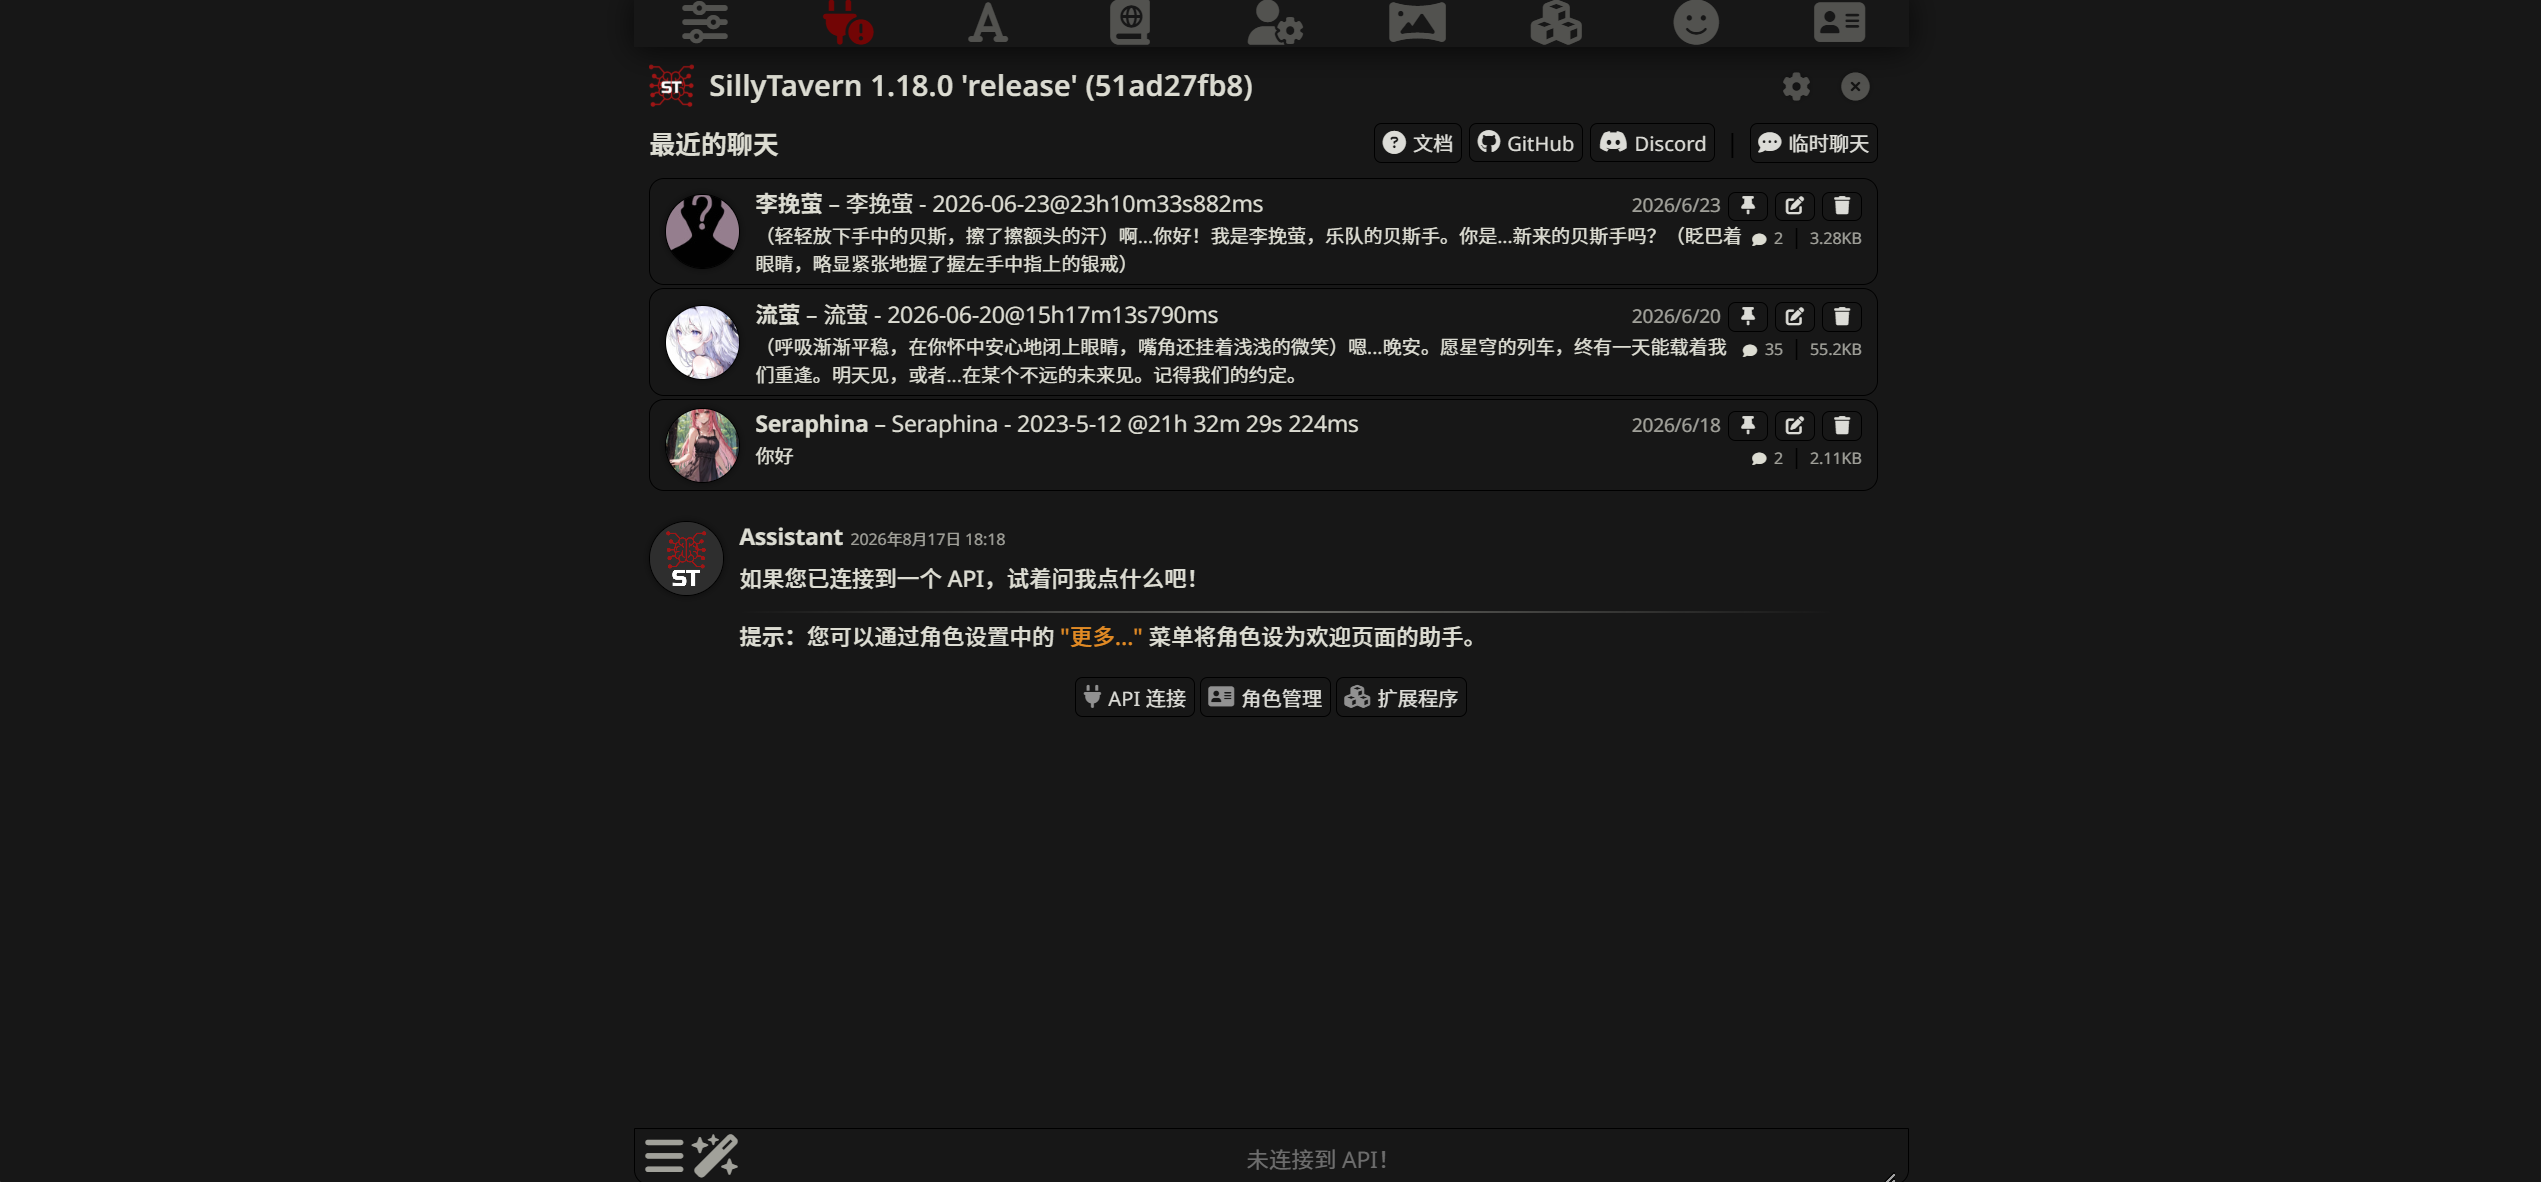 SillyTavern 1.18.0 'release' (51ad27fb8)
最近的聊天
文档 GitHub Discord 临时聊天
李挽萤 – 李挽萤 - 2026-06-23@23h10m33s882ms 2026/6/23
（轻轻放下手中的贝斯，擦了擦额头的汗）啊...你好！我是李挽萤，乐队的贝斯手。你是...新来的贝斯手吗？（眨巴着 2 3.28KB
眼睛，略显紧张地握了握左手中指上的银戒）
流萤 – 流萤 - 2026-06-20@15h17m13s790ms 2026/6/20
（呼吸渐渐平稳，在你怀中安心地闭上眼睛，嘴角还挂着浅浅的微笑）嗯...晚安。愿星穹的列车，终有一天能载着我 35 55.2KB
们重逢。明天见，或者...在某个不远的未来见。记得我们的约定。
Seraphina – Seraphina - 2023-5-12 @21h 32m 29s 224ms 2026/6/18
你好 2 2.11KB
Assistant 2026年8月17日 18:18
ST
如果您已连接到一个 API，试着问我点什么吧！
提示：您可以通过角色设置中的 "更多..." 菜单将角色设为欢迎页面的助手。
API 连接 角色管理 扩展程序
未连接到 API！